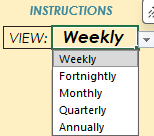 INSTRUCTIONS
VIEW: Weekly
Weekly
Fortnightly
Monthly
Quarterly
Annually